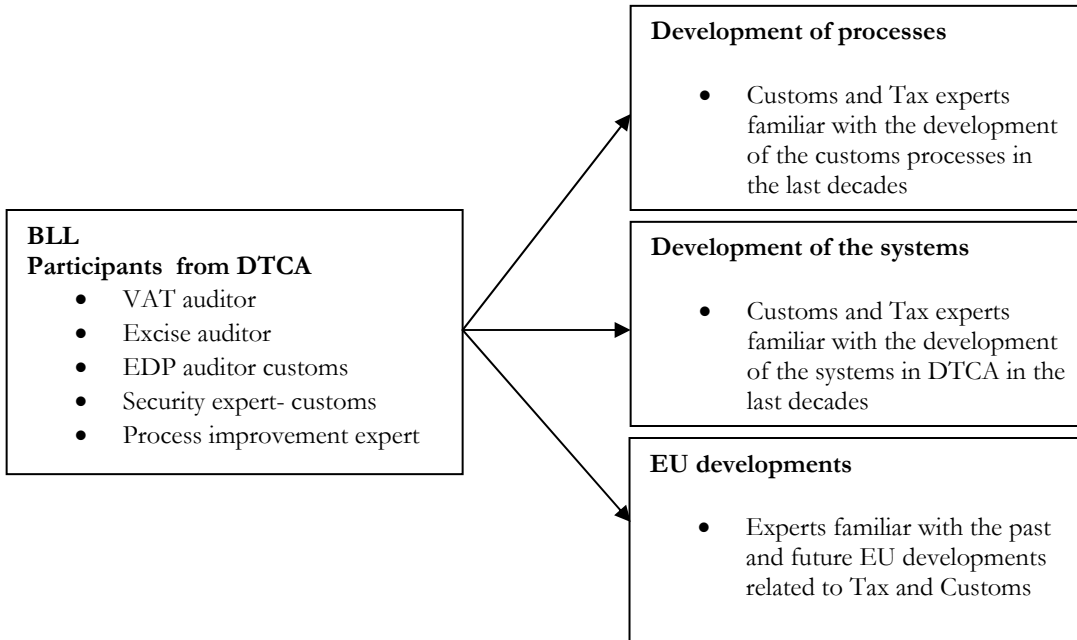 BLL
Participants from DTCA
• VAT auditor
• Excise auditor
• EDP auditor customs
• Security expert- customs
• Process improvement expert
Development of processes
• Customs and Tax experts
familiar with the development
of the customs processes in
the last decades
Development of the systems
• Customs and Tax experts
familiar with the development
of the systems in DTCA in the
last decades
EU developments
• Experts familiar with the past
and future EU developments
related to Tax and Customs